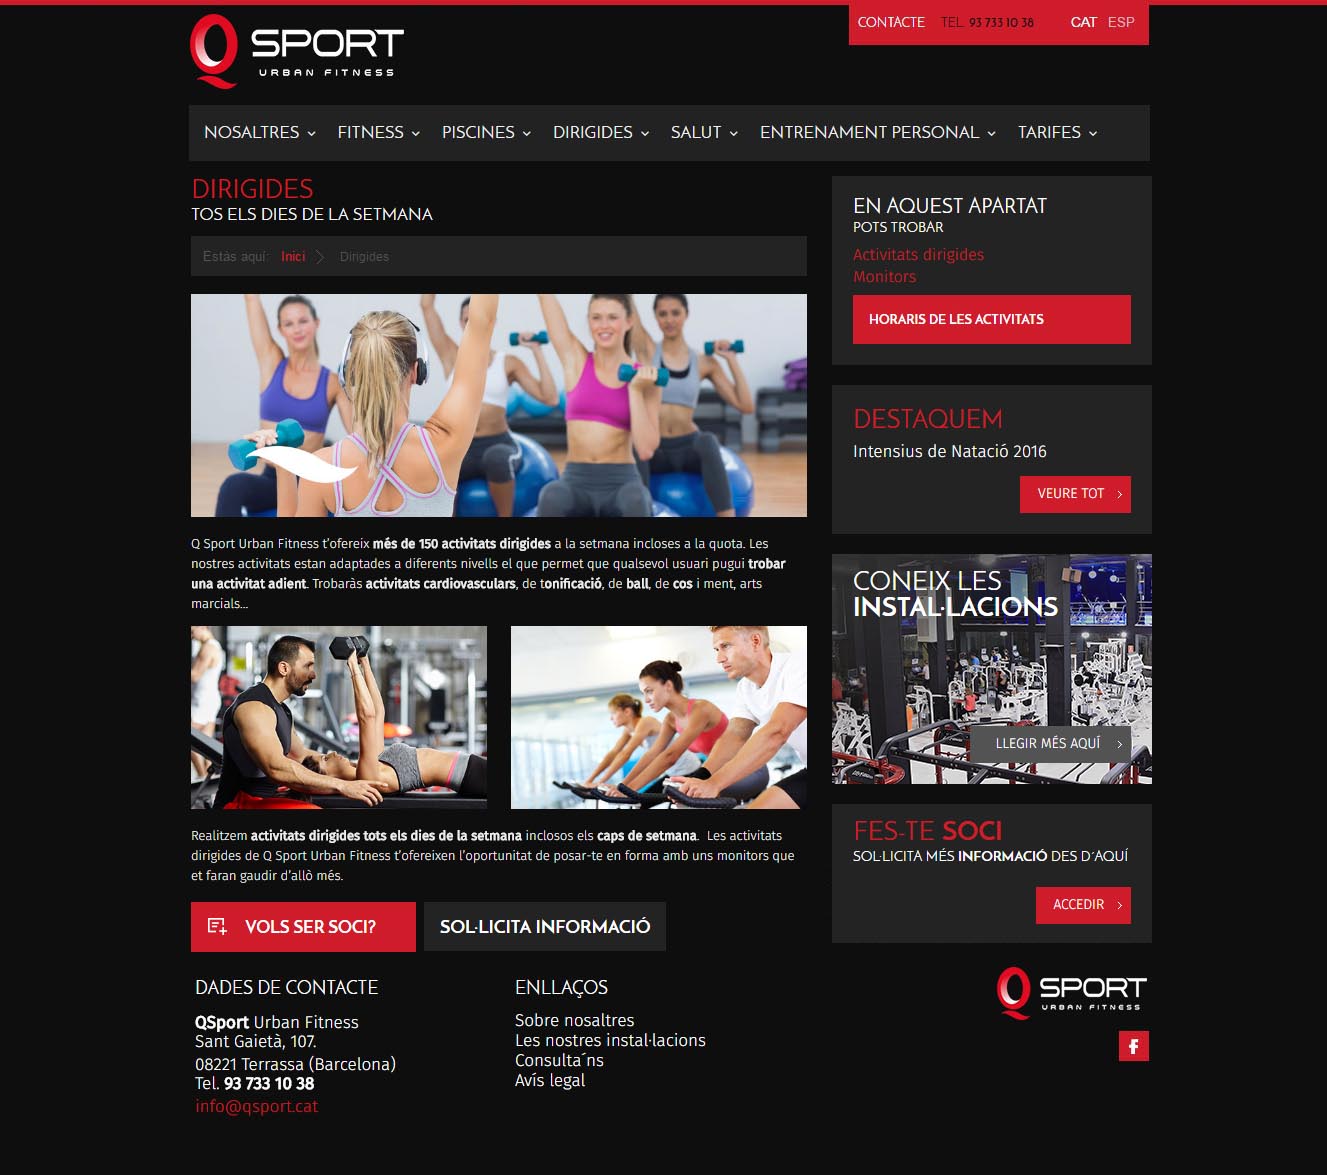 Q SPORT
URBAN FITNESS
CONTACTE TEL. 93 733 10 38 CAT ESP
NOSALTRES FITNESS PISCINES DIRIGIDES SALUT ENTRENAMENT PERSONAL TARIFES
DIRIGIDES
TOS ELS DIES DE LA SETMANA
Estàs aquí: Inici Dirigides
Q Sport Urban Fitness t'ofereix més de 150 activitats dirigides a la setmana incloses a la quota. Les
nostres activitats estan adaptades a diferents nivells el que permet que qualsevol usuari pugui trobar
una activitat adient. Trobaràs activitats cardiovasculars, de tonificació, de ball, de cos i ment, arts
marcials...
Realitzem activitats dirigides tots els dies de la setmana inclosos els caps de setmana. Les activitats
dirigides de Q Sport Urban Fitness t'ofereixen l'oportunitat de posar-te en forma amb uns monitors que
et faran gaudir d'allò més.
VOLS SER SOCI? SOL·LICITA INFORMACIÓ
EN AQUEST APARTAT
POTS TROBAR
Activitats dirigides
Monitors
HORARIS DE LES ACTIVITATS
DESTAQUEM
Intensius de Natació 2016
VEURE TOT
CONEIX LES
INSTAL·LACIONS
LLEGIR MÉS AQUÍ
FES-TE SOCI
SOL·LICITA MÉS INFORMACIÓ DES D´AQUÍ
ACCEDIR
DADES DE CONTACTE
QSport Urban Fitness
Sant Gaietà, 107.
08221 Terrassa (Barcelona)
Tel. 93 733 10 38
info@qsport.cat
ENLLAÇOS
Sobre nosaltres
Les nostres instal·lacions
Consulta´ns
Avís legal
Q SPORT
URBAN FITNESS
f